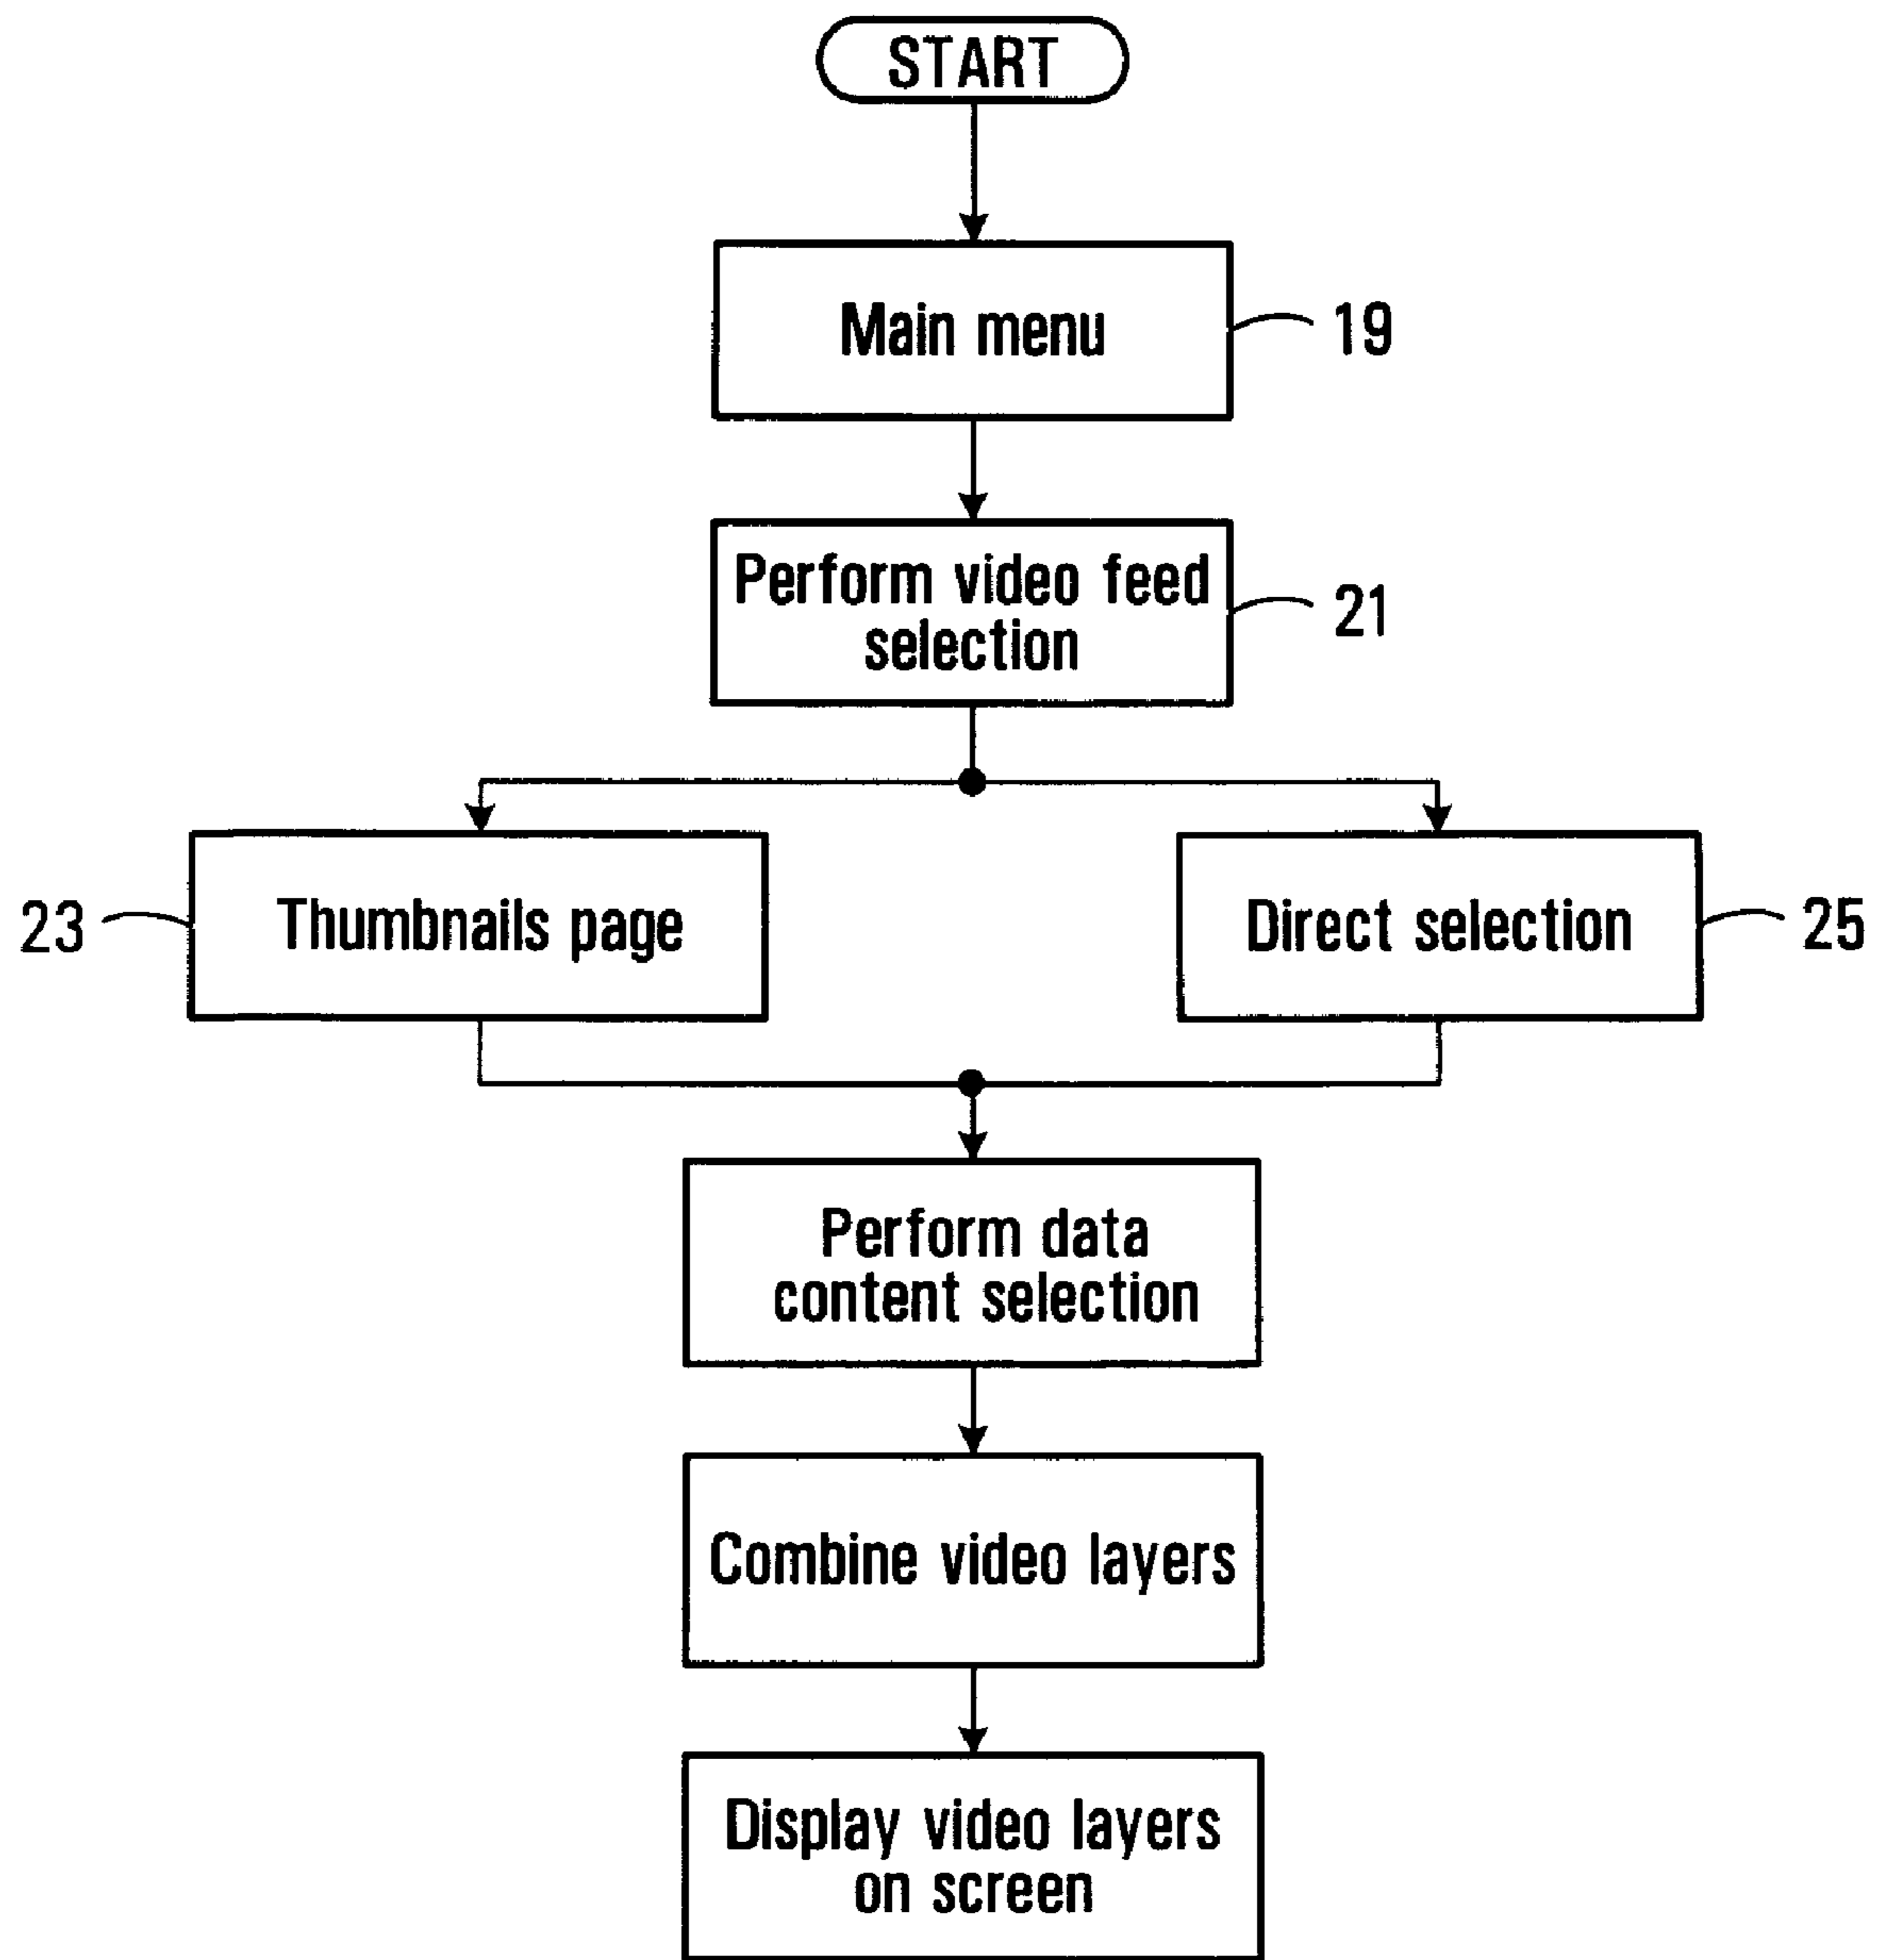 START
Main menu
19
Perform video feed
selection
21
23
Thumbnails page
Direct selection
25
Perform data
content selection
Combine video layers
Display video layers
on screen